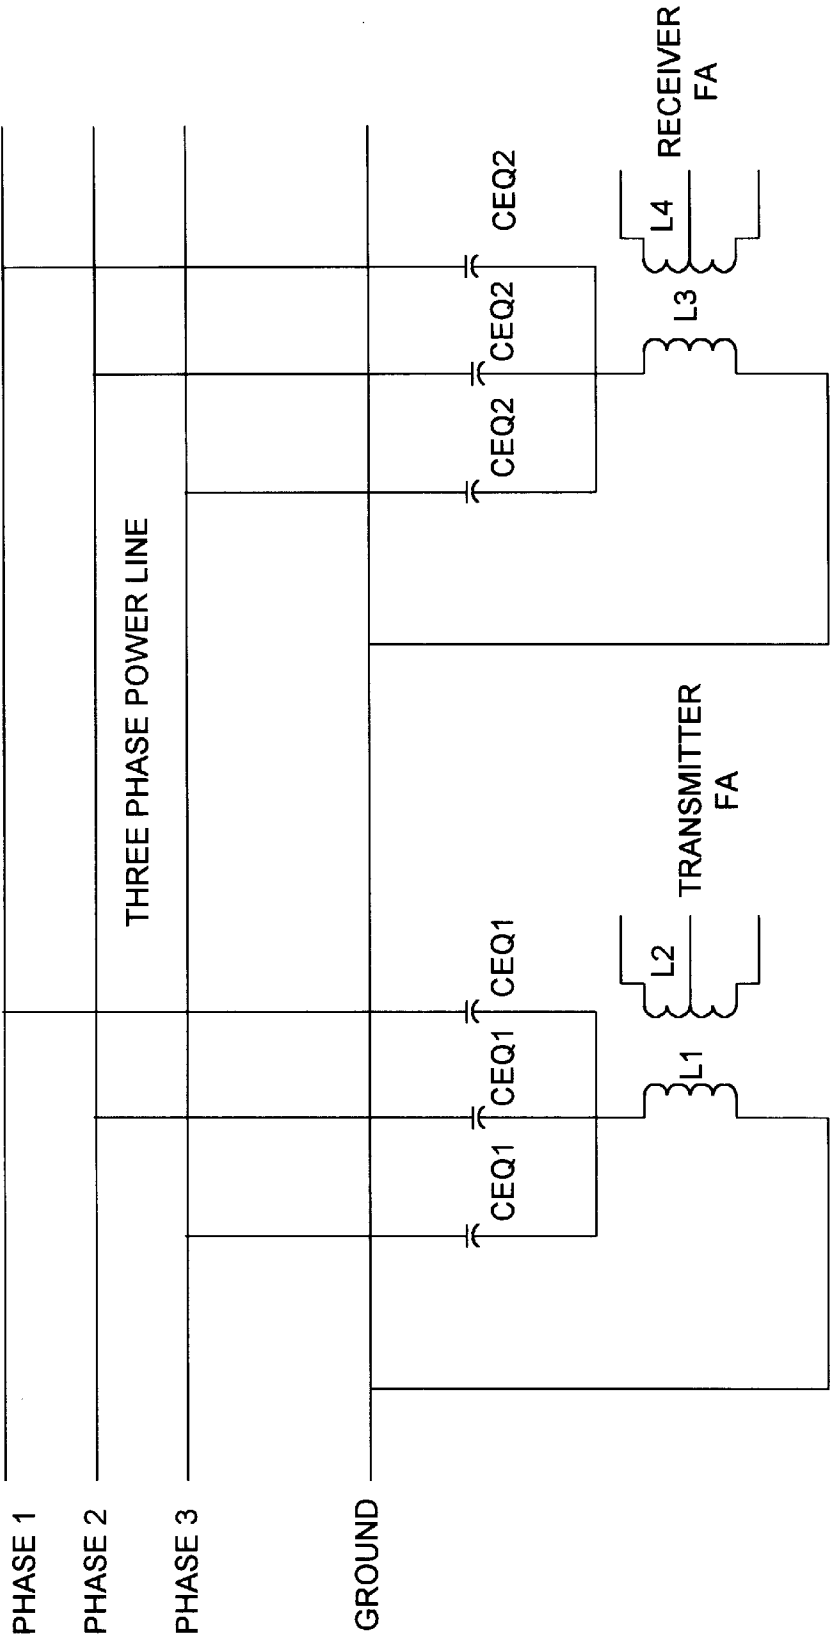 PHASE 1
PHASE 2
PHASE 3
GROUND
THREE PHASE POWER LINE
CEQ1
CEQ1
CEQ1
L1
L2
TRANSMITTER
FA
CEQ2
CEQ2
CEQ2
L3
L4
RECEIVER
FA